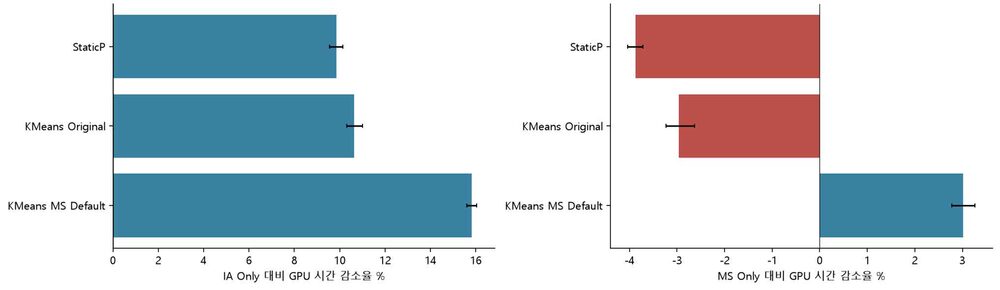 StaticP
KMeans Original
KMeans MS Default
0 2 4 6 8 10 12 14 16
IA Only 대비 GPU 시간 감소율 %
StaticP
KMeans Original
KMeans MS Default
-4 -3 -2 -1 0 1 2 3
MS Only 대비 GPU 시간 감소율 %